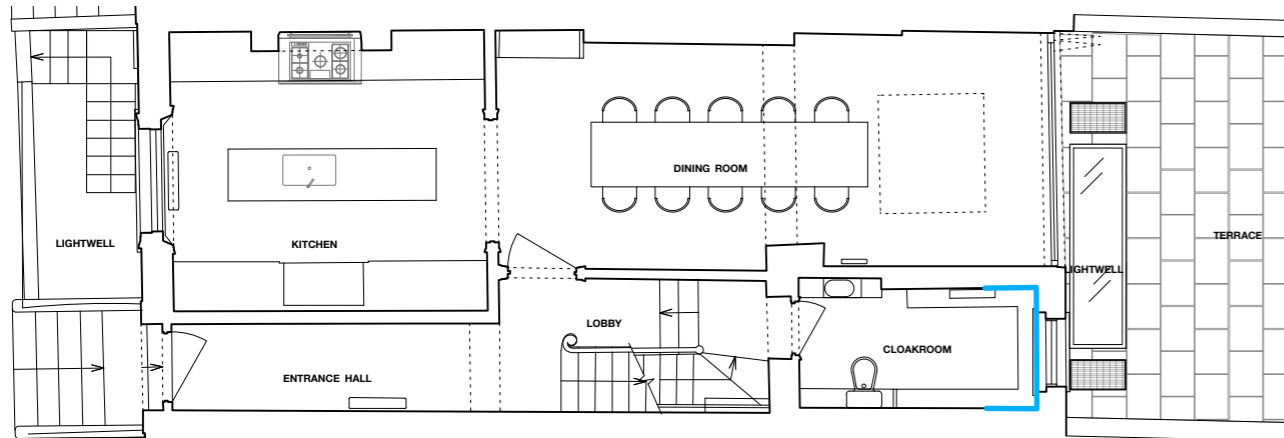 DINING ROOM
TERRACE
LIGHTWELL
KITCHEN
LIGHTWELL
LOBBY
CLOAKROOM
ENTRANCE HALL